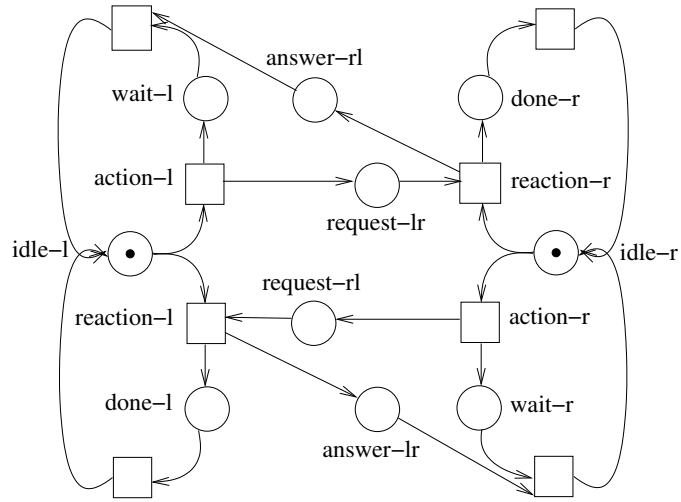 answer−rl
wait−l
done−r
action−l
reaction−r
request−lr
idle−l
idle−r
request−rl
reaction−l
action−r
done−l
wait−r
answer−lr